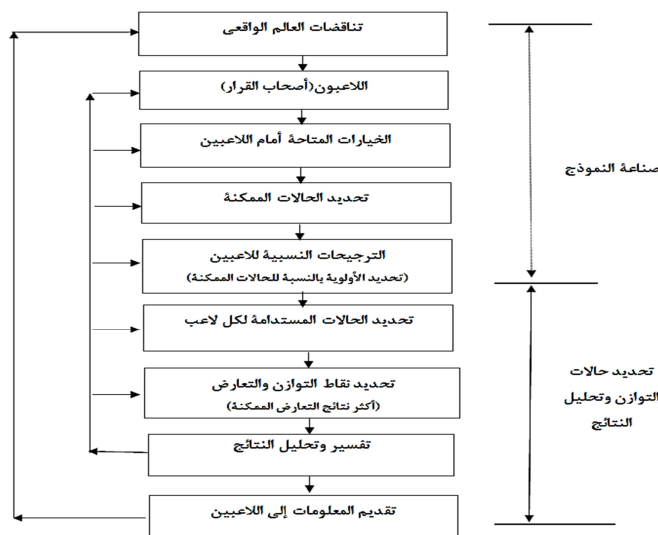 تناقضات العالم الواقعى
اللاعبون(أصحاب القرار)
الخيارات المتاحة أمام اللاعبين
تحديد الحالات الممكنة
الترجيحات النسبية للاعبين
(تحديد الأولوية بالنسبة للحالات الممكنة)
تحديد الحالات المستدامة لكل لاعب
تحديد نقاط التوازن والتعارض
(أكثر نتائج التعارض الممكنة)
تفسير وتحليل النتائج
تقديم المعلومات إلى اللاعبين
صناعة النموذج
تحديد حالات
التوازن وتحليل
النتائج